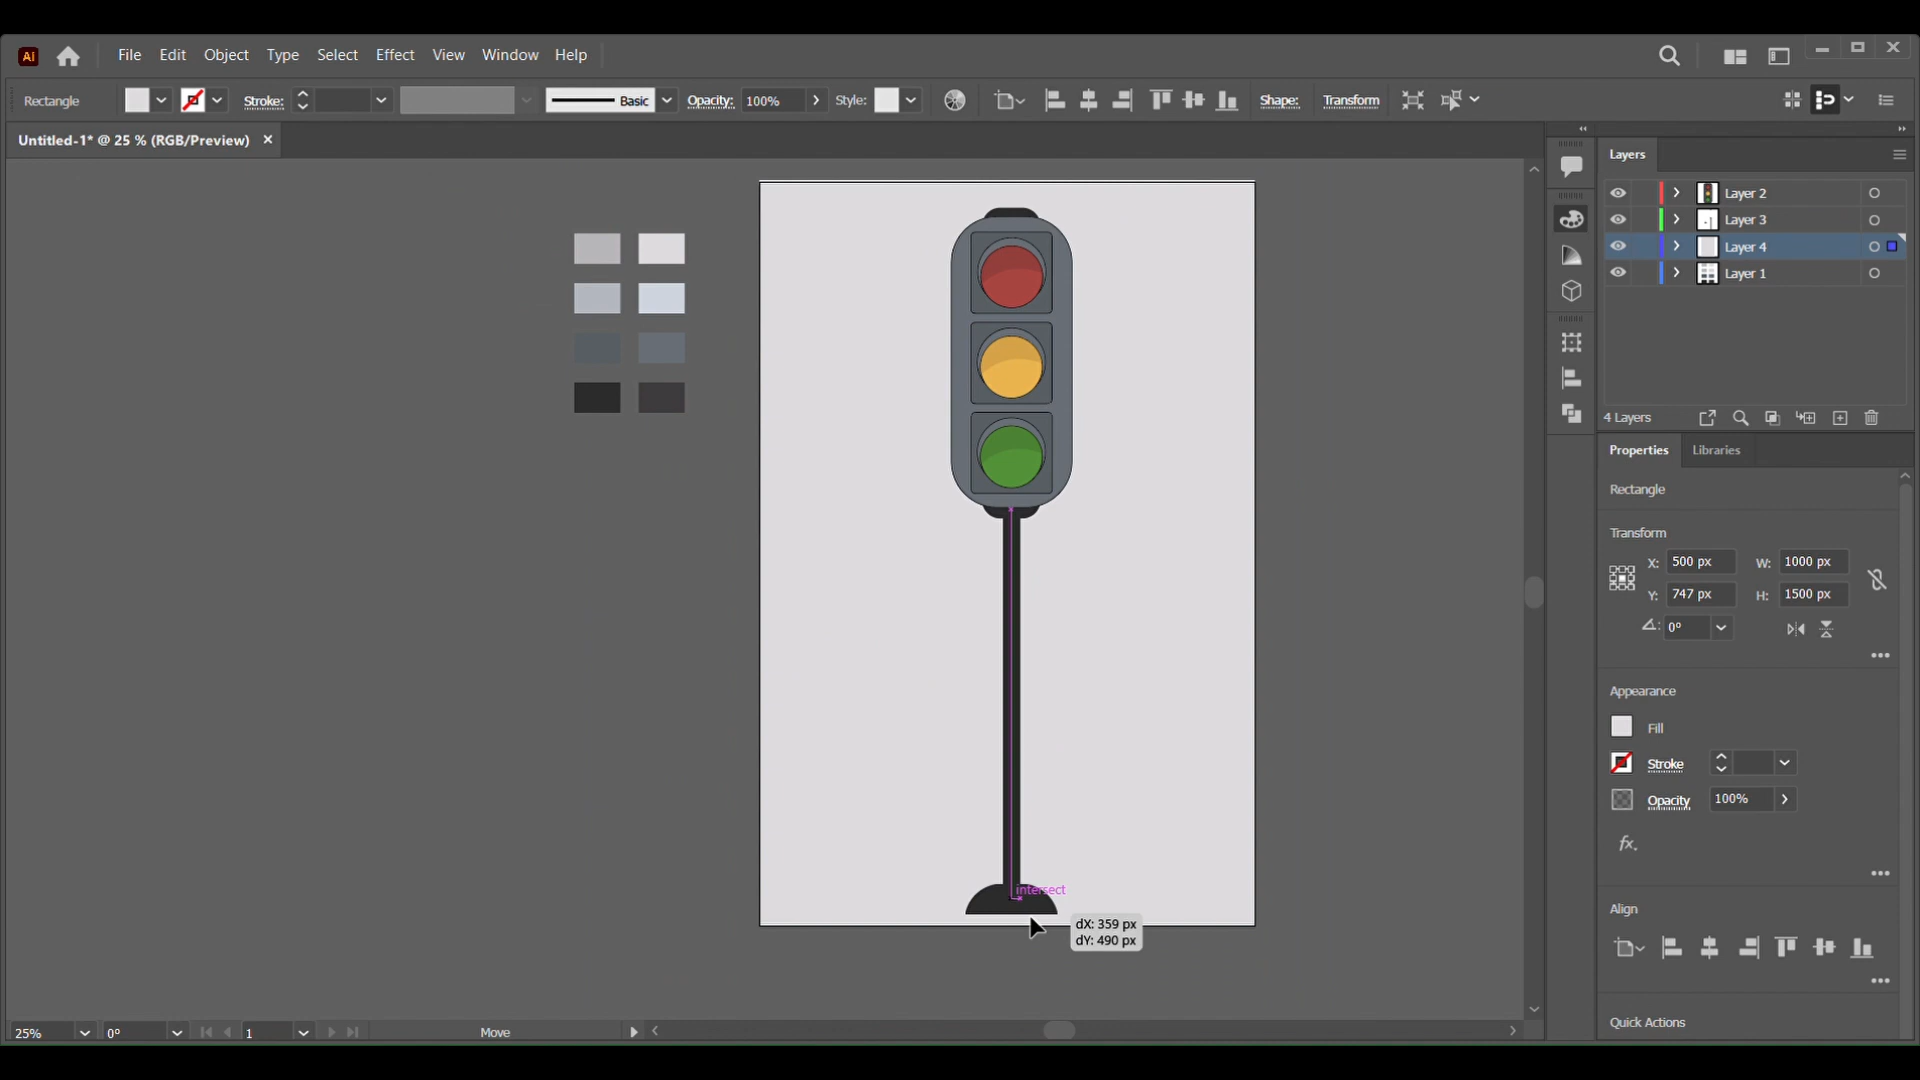 Ai File Edit Object Type Select Effect View Window Help
Rectangle Stroke: Basic Opacity: 100% Style: Shape: Transform
Untitled-1* @ 25 % (RGB/Preview) ×
Layers
Layer 2
Layer 3
Layer 4
Layer 1
4 Layers
Properties Libraries
Rectangle
Transform
X: 500 px W: 1000 px
Y: 747 px H: 1500 px
0°
Appearance
Fill
Stroke
Opacity 100%
fx.
Align
Quick Actions
intersect
dX: 359 px
dY: 490 px
25% 0° 1 Move